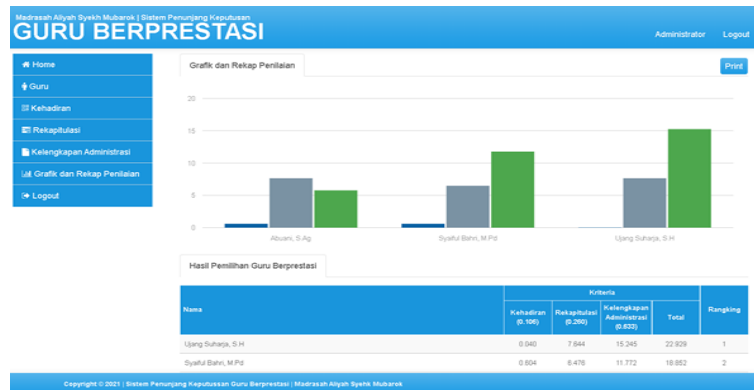 Madrasah Aliyah Syekh Mubarok | Sistem Penunjang Keputusan
GURU BERPRESTASI
Administrator Logout
Home
Guru
Kehadiran
Rekapitulasi
Kelengkapan Administrasi
Grafik dan Rekap Penilaian
Logout
Grafik dan Rekap Penilaian
Print
20
15
10
5
0
Abuani, S.Ag
Syaiful Bahri, M.Pd
Ujang Suharja, S.H
Hasil Pemilihan Guru Berprestasi
Nama
Kriteria
Kehadiran (0.106)
Rekapitulasi (0.260)
Kelengkapan Administrasi (0.633)
Total
Rangking
Ujang Suharja, S.H 0.040 7.644 15.245 22.929 1
Syaiful Bahri, M.Pd 0.604 6.476 11.772 18.852 2
Copyright © 2021 | Sistem Penunjang Keputussan Guru Berprestasi | Madrasah Aliyah Syehk Mubarek